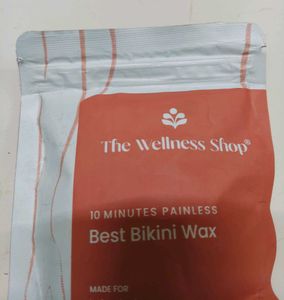 The Wellness Shop®
10 MINUTES PAINLESS
Best Bikini Wax
MADE FOR